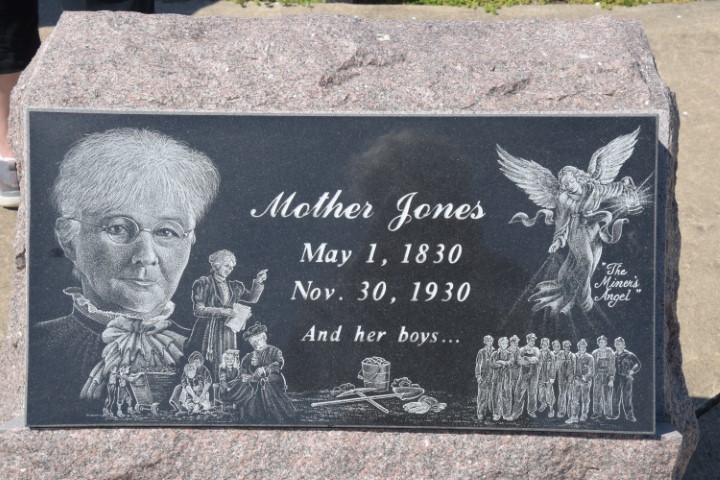 Mother Jones
May 1, 1830
Nov. 30, 1930
And her boys...
"The
Miner's
Angel"